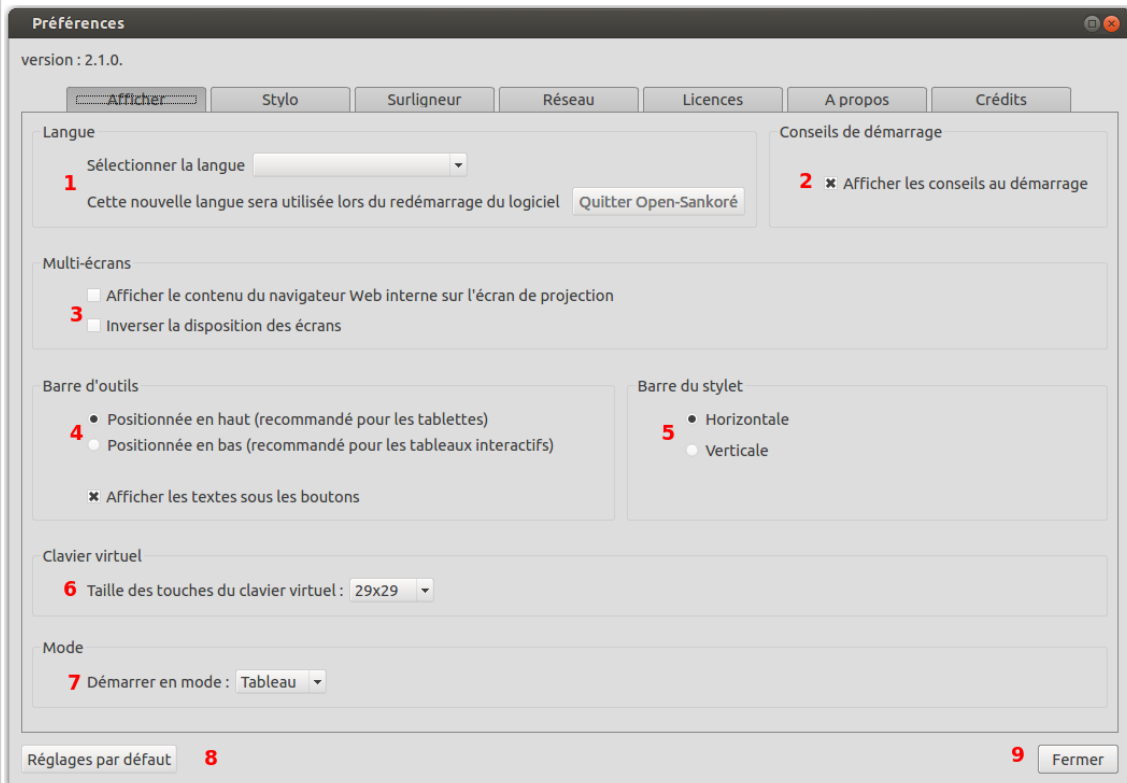 Préférences
version : 2.1.0.
Afficher Stylo Surligneur Réseau Licences A propos Crédits
Langue
Sélectionner la langue
1
Cette nouvelle langue sera utilisée lors du redémarrage du logiciel Quitter Open-Sankoré
Conseils de démarrage
2 Afficher les conseils au démarrage
Multi-écrans
Afficher le contenu du navigateur Web interne sur l'écran de projection
3
Inverser la disposition des écrans
Barre d'outils
Positionnée en haut (recommandé pour les tablettes)
4
Positionnée en bas (recommandé pour les tableaux interactifs)
Afficher les textes sous les boutons
Barre du stylet
Horizontale
5
Verticale
Clavier virtuel
6 Taille des touches du clavier virtuel : 29x29
Mode
7 Démarrer en mode : Tableau
Réglages par défaut 8
9 Fermer